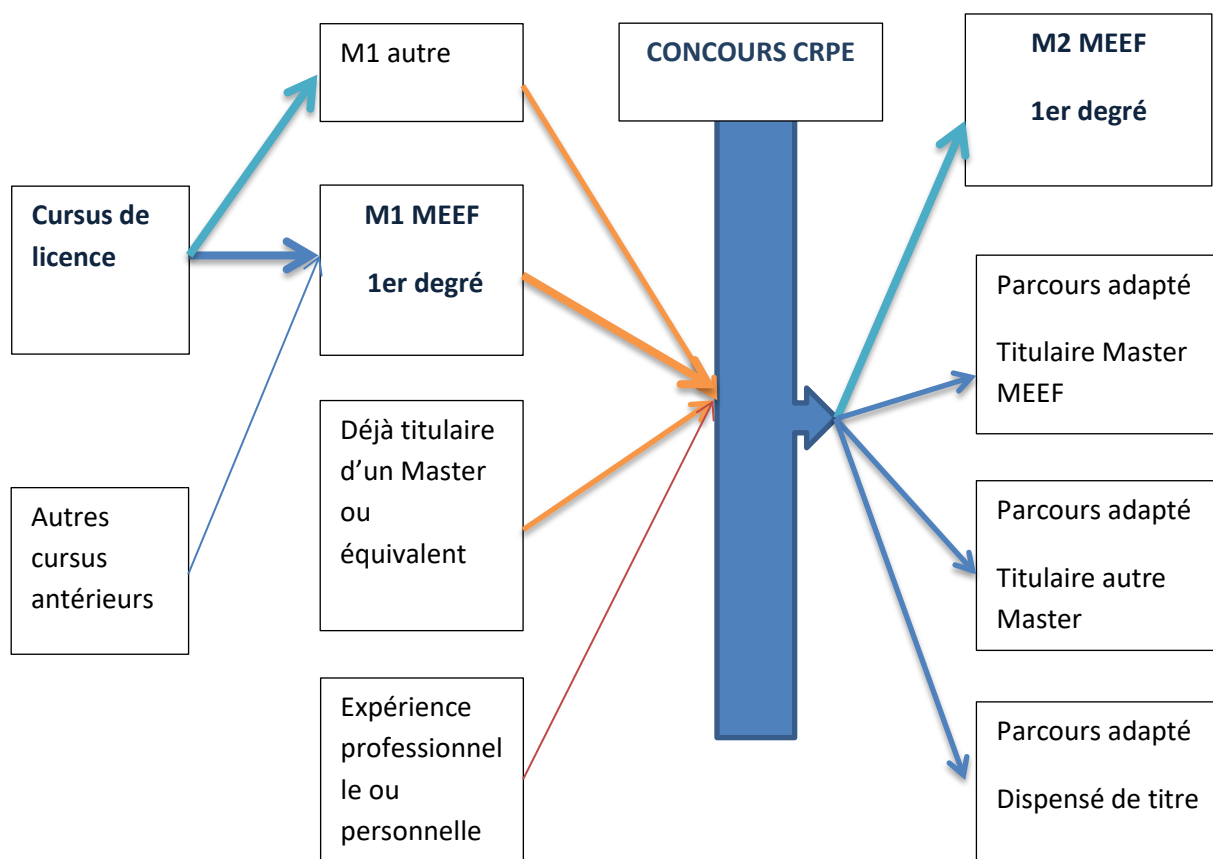 M1 autre
CONCOURS CRPE
M2 MEEF
1er degré
Cursus de
licence
M1 MEEF
1er degré
Parcours adapté
Titulaire Master
MEEF
Autres
cursus
antérieurs
Déjà titulaire
d’un Master
ou
équivalent
Parcours adapté
Titulaire autre
Master
Expérience
professionnel
le ou
personnelle
Parcours adapté
Dispensé de titre